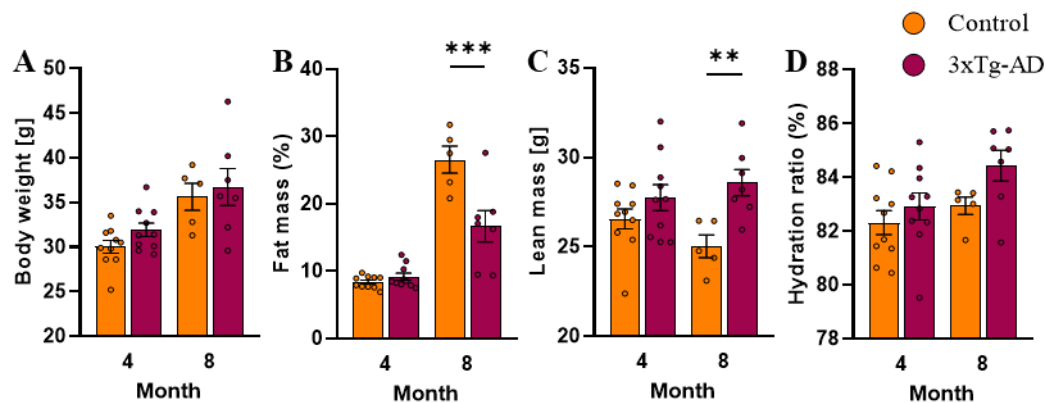 Control
3xTg-AD
A
Body weight [g]
50
45
40
35
30
25
20
4 8
Month
B
***
Fat mass (%)
40
30
20
10
0
4 8
Month
C
**
Lean mass [g]
35
30
25
20
4 8
Month
D
Hydration ratio (%)
88
86
84
82
80
78
4 8
Month